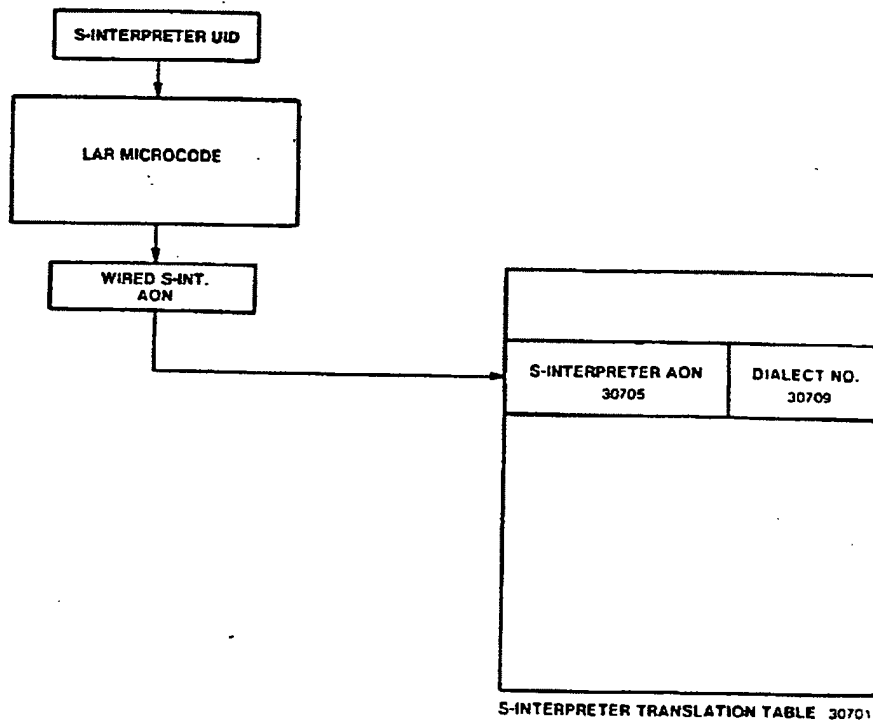 S-INTERPRETER UID
LAR MICROCODE
WIRED S-INT.
AON
S-INTERPRETER AON
30705
DIALECT NO.
30709
S-INTERPRETER TRANSLATION TABLE 30701